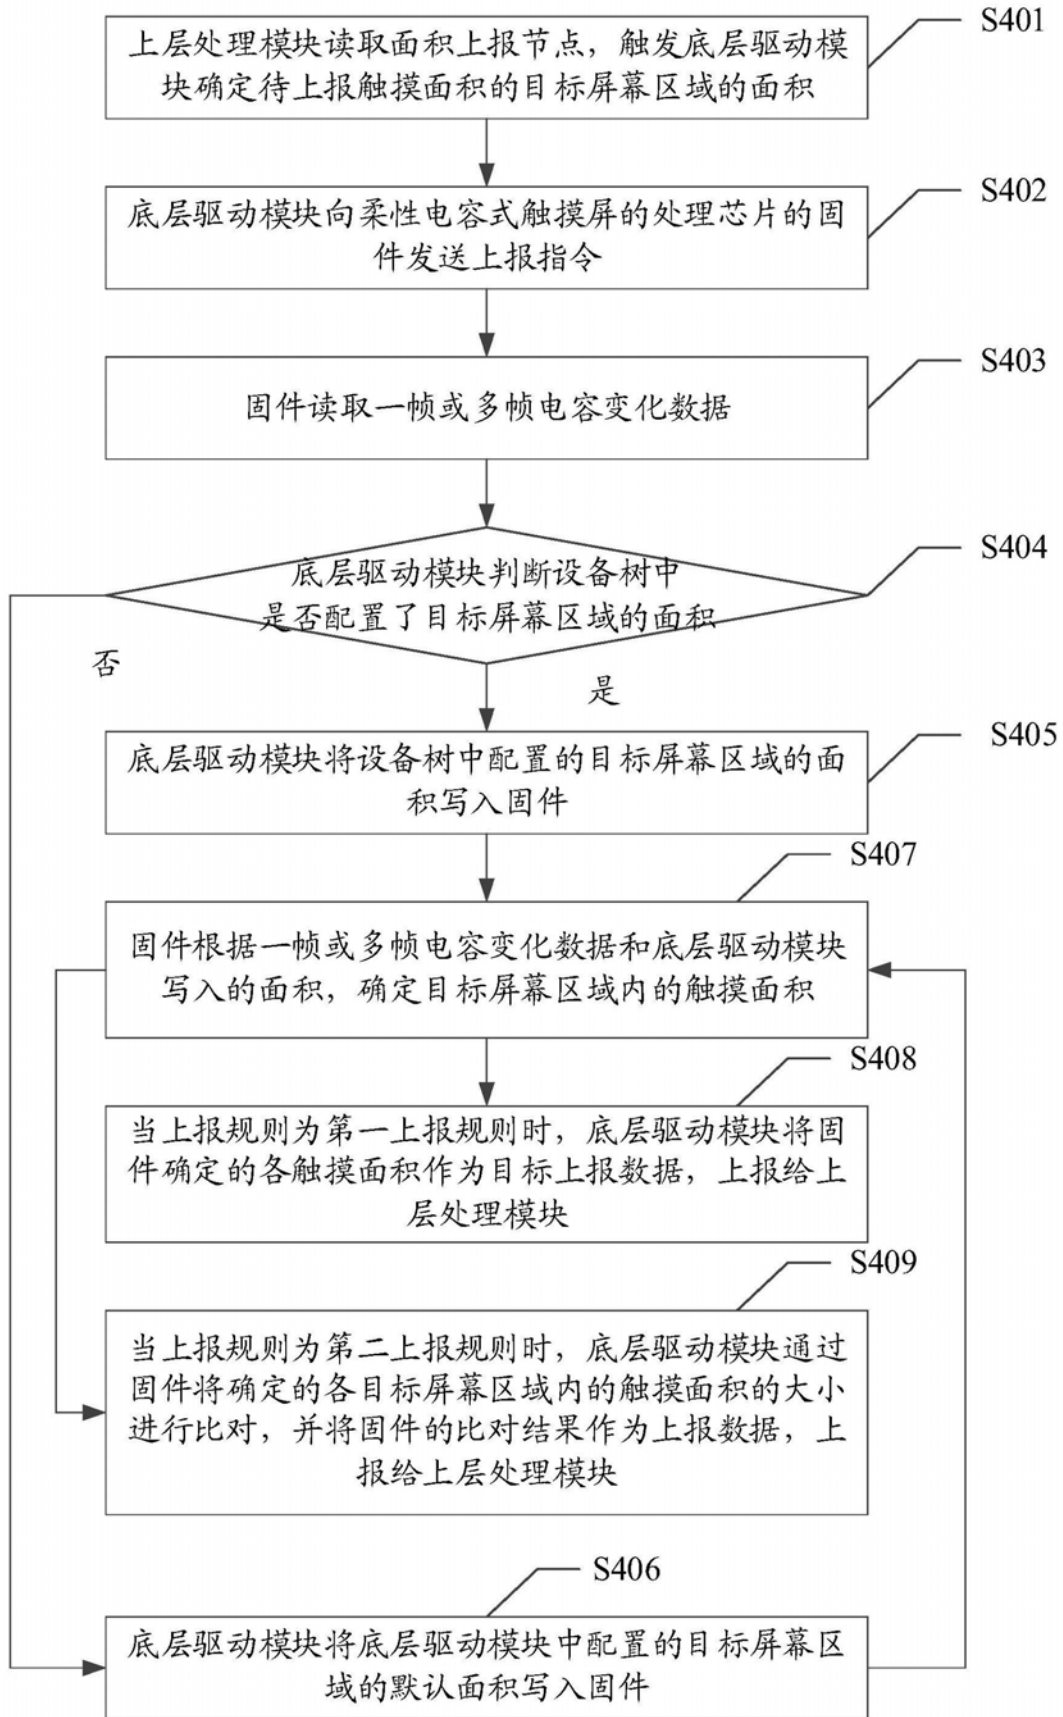 S401
上层处理模块读取面积上报节点，触发底层驱动模
块确定待上报触摸面积的目标屏幕区域的面积
S402
底层驱动模块向柔性电容式触摸屏的处理芯片的固
件发送上报指令
S403
固件读取一帧或多帧电容变化数据
S404
底层驱动模块判断设备树中
是否配置了目标屏幕区域的面积
否
是
S405
底层驱动模块将设备树中配置的目标屏幕区域的面
积写入固件
S407
固件根据一帧或多帧电容变化数据和底层驱动模块
写入的面积，确定目标屏幕区域内的触摸面积
S408
当上报规则为第一上报规则时，底层驱动模块将固
件确定的各触摸面积作为目标上报数据，上报给上
层处理模块
S409
当上报规则为第二上报规则时，底层驱动模块通过
固件将确定的各目标屏幕区域内的触摸面积的大小
进行比对，并将固件的比对结果作为上报数据，上
报给上层处理模块
S406
底层驱动模块将底层驱动模块中配置的目标屏幕区
域的默认面积写入固件